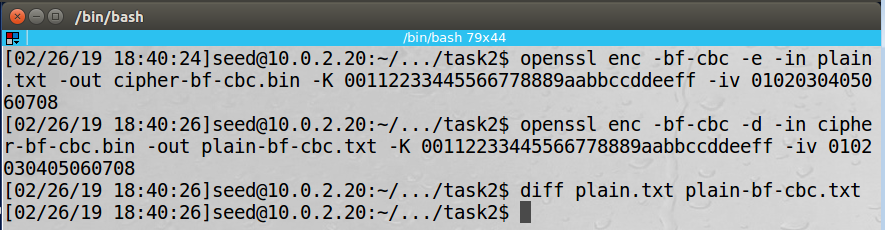 /bin/bash
/bin/bash 79x44
[02/26/19 18:40:24]seed@10.0.2.20:~/.../task2$ openssl enc -bf-cbc -e -in plain
.txt -out cipher-bf-cbc.bin -K 00112233445566778889aabbccddeeff -iv 01020304050
60708
[02/26/19 18:40:26]seed@10.0.2.20:~/.../task2$ openssl enc -bf-cbc -d -in ciphe
r-bf-cbc.bin -out plain-bf-cbc.txt -K 00112233445566778889aabbccddeeff -iv 0102
030405060708
[02/26/19 18:40:26]seed@10.0.2.20:~/.../task2$ diff plain.txt plain-bf-cbc.txt
[02/26/19 18:40:26]seed@10.0.2.20:~/.../task2$